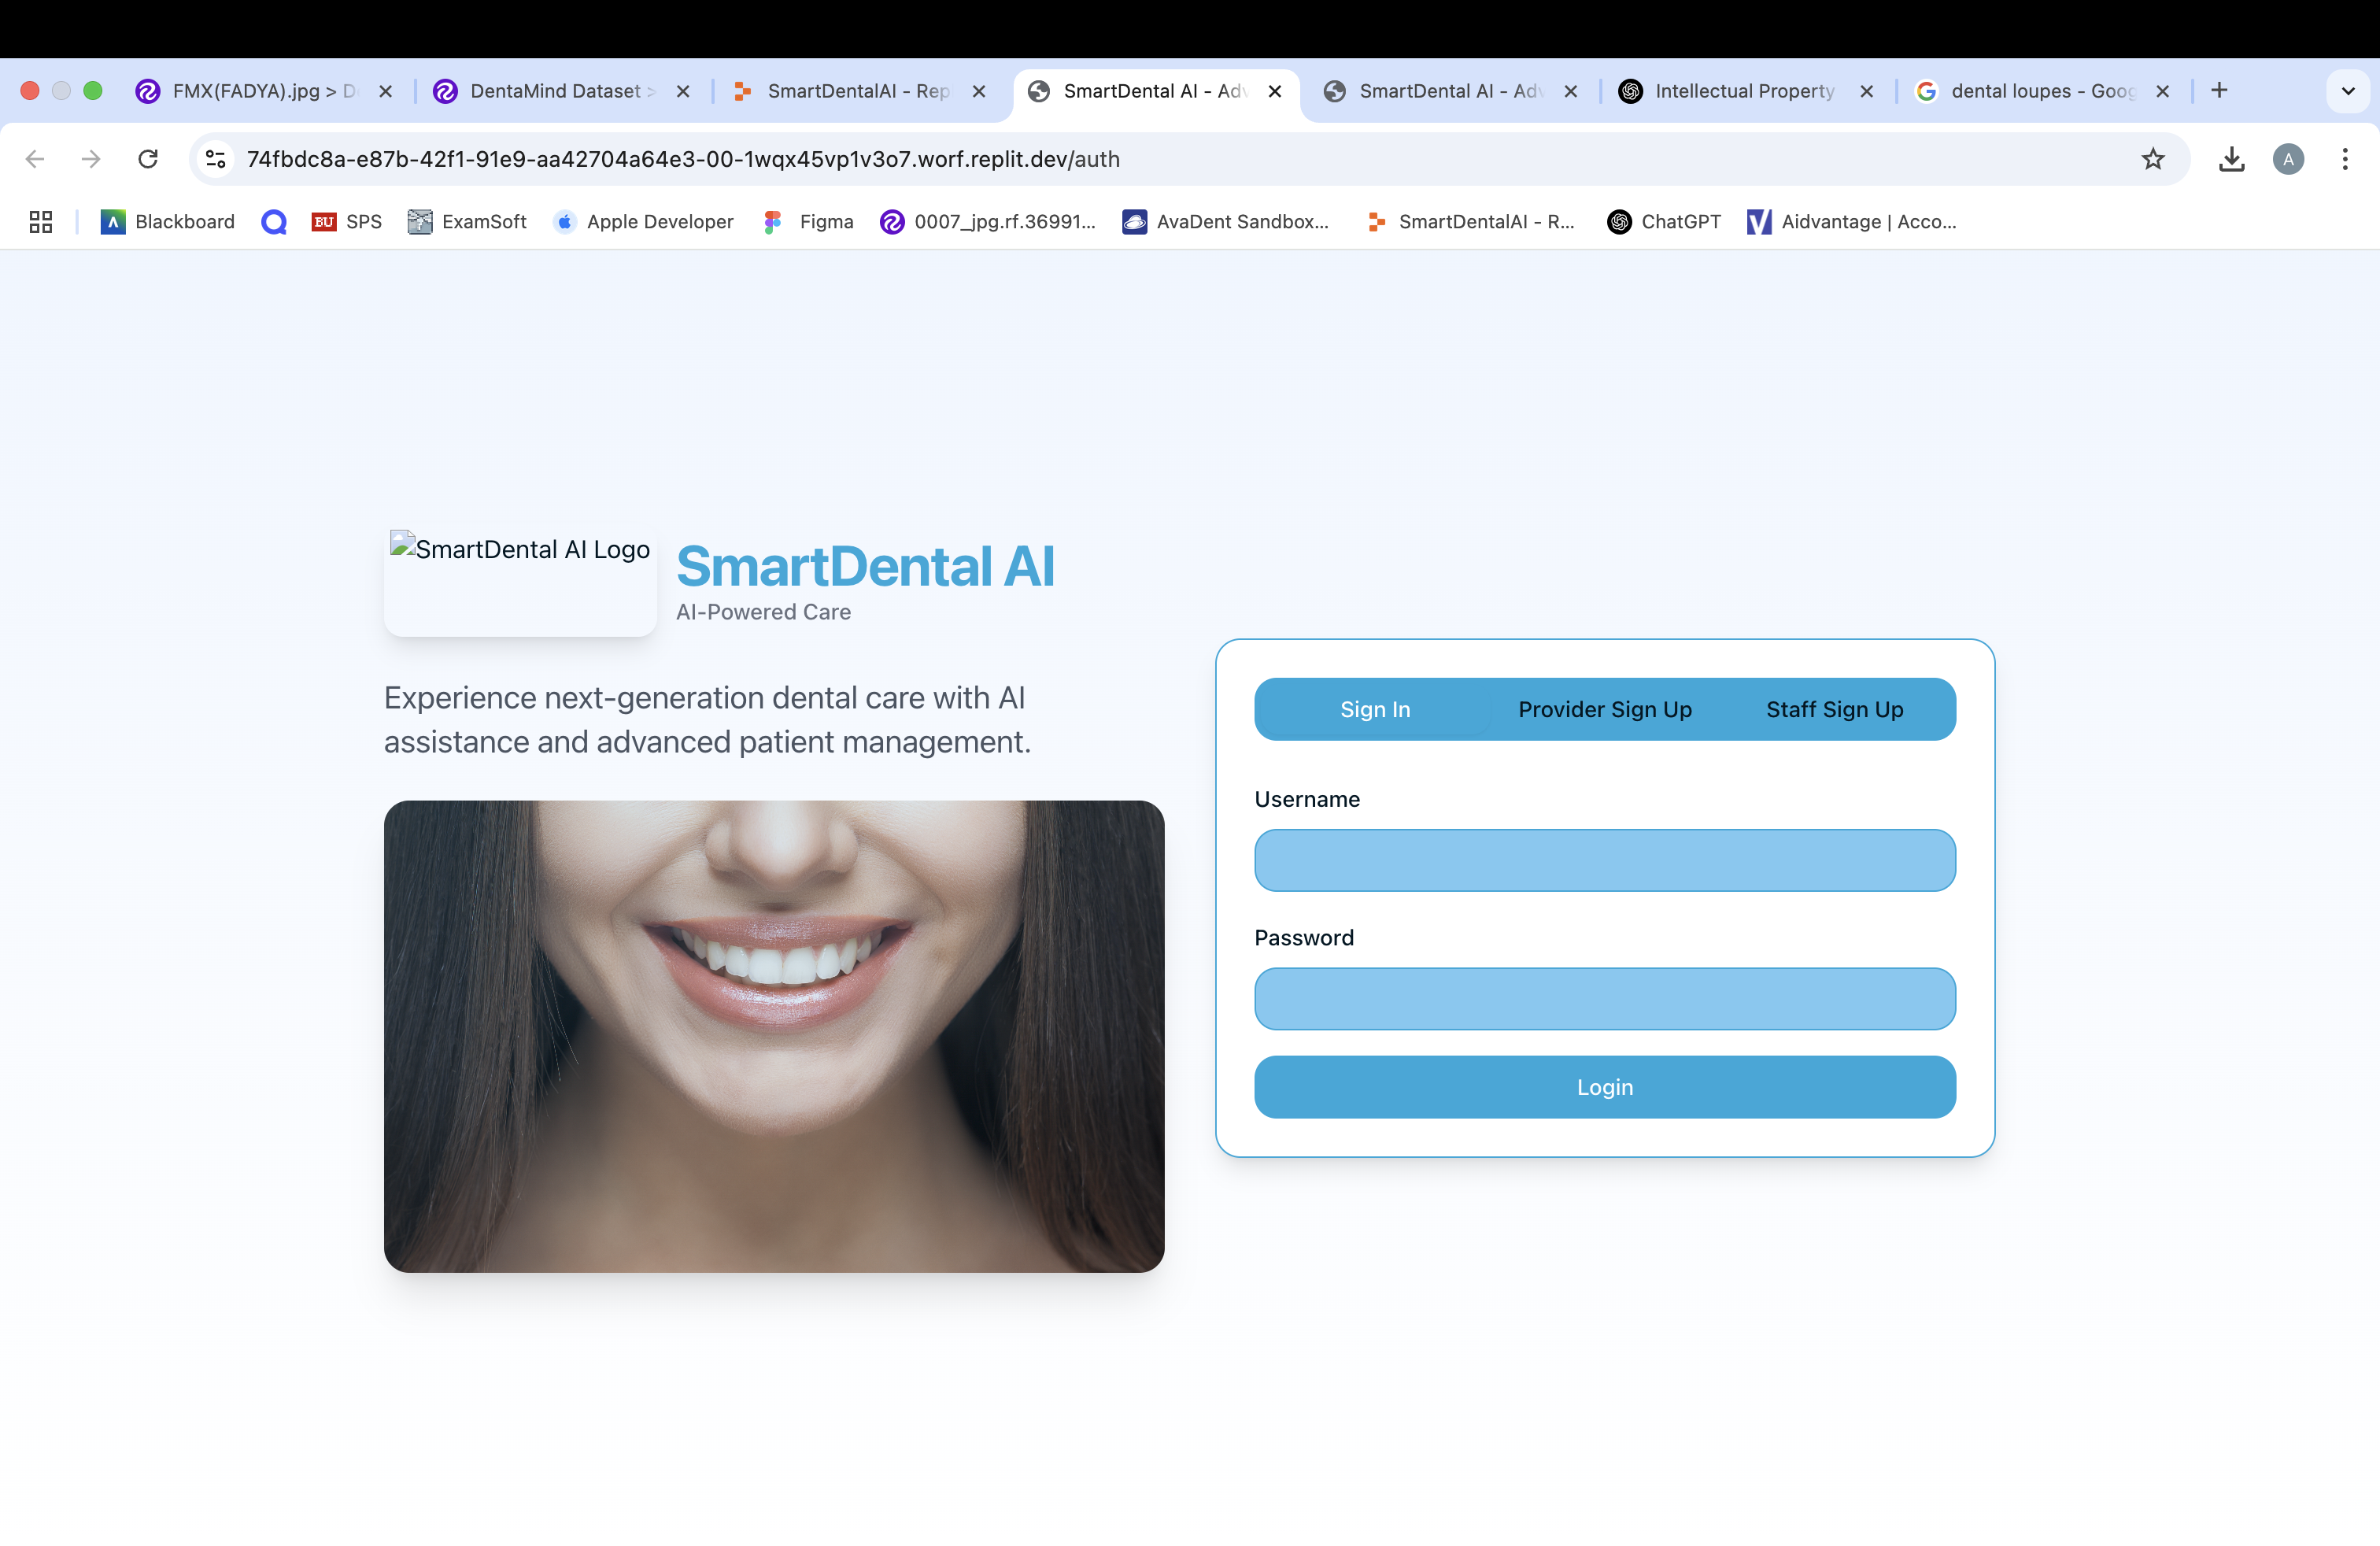 FMX(FADYA).jpg > D
DentaMind Dataset >
SmartDentalAI - Rep
SmartDental AI - Adv
SmartDental AI - Adv
Intellectual Property
dental loupes - Goog
74fbdc8a-e87b-42f1-91e9-aa42704a64e3-00-1wqx45vp1v3o7.worf.replit.dev/auth
A
Blackboard
BU SPS
ExamSoft
Apple Developer
Figma
0007_jpg.rf.36991...
AvaDent Sandbox...
SmartDentalAI - R...
ChatGPT
Aidvantage | Acco...
SmartDental AI Logo
SmartDental AI
AI-Powered Care
Experience next-generation dental care with AI
assistance and advanced patient management.
Sign In
Provider Sign Up
Staff Sign Up
Username
Password
Login